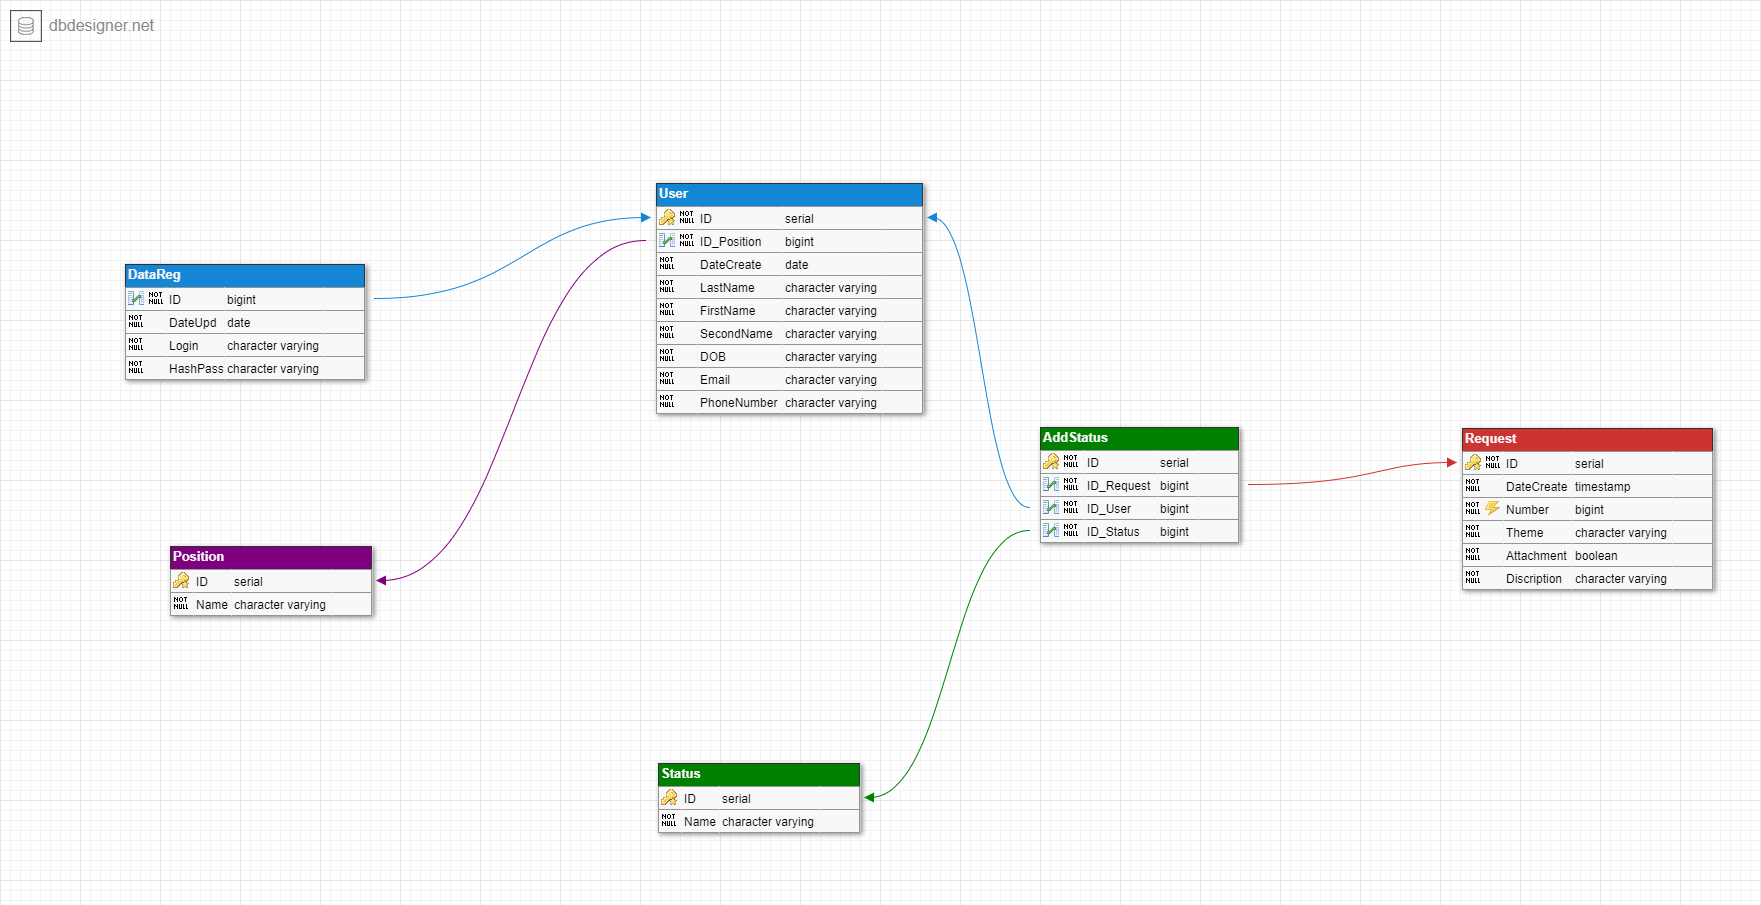 dbdesigner.net
User
NOT NULL ID serial
NOT NULL ID_Position bigint
NOT NULL DateCreate date
NOT NULL LastName character varying
NOT NULL FirstName character varying
NOT NULL SecondName character varying
NOT NULL DOB character varying
NOT NULL Email character varying
NOT NULL PhoneNumber character varying
DataReg
NOT NULL ID bigint
NOT NULL DateUpd date
NOT NULL Login character varying
NOT NULL HashPass character varying
AddStatus
NOT NULL ID serial
NOT NULL ID_Request bigint
NOT NULL ID_User bigint
NOT NULL ID_Status bigint
Request
NOT NULL ID serial
NOT NULL DateCreate timestamp
NOT NULL Number bigint
NOT NULL Theme character varying
NOT NULL Attachment boolean
NOT NULL Discription character varying
Position
ID serial
NOT NULL Name character varying
Status
ID serial
NOT NULL Name character varying